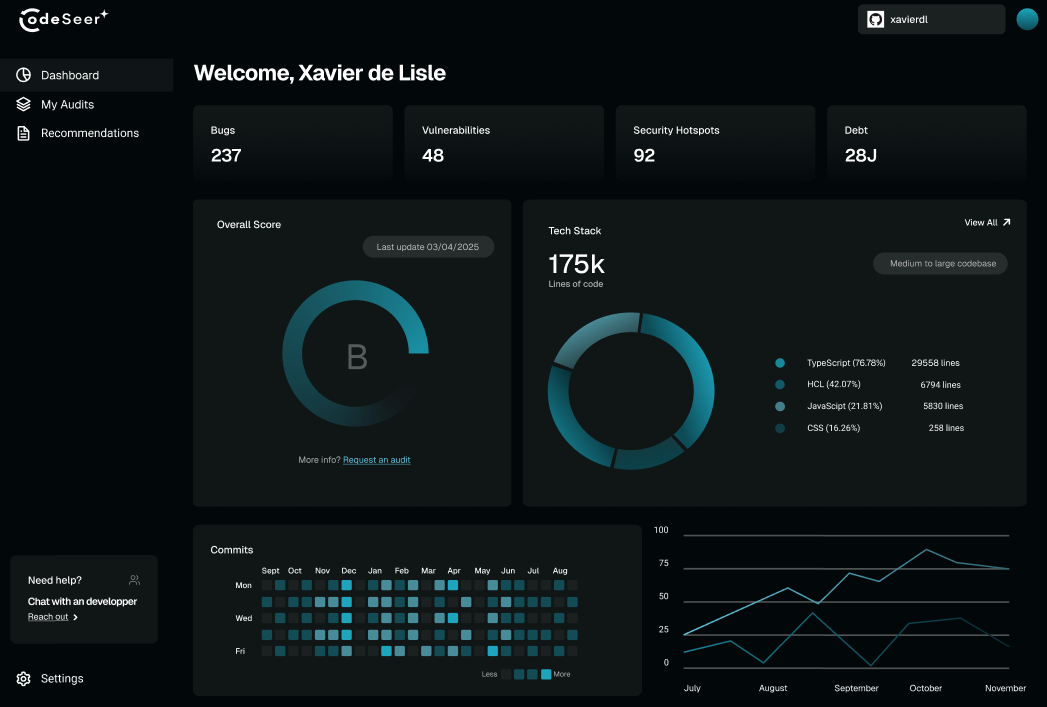 CodeSeer
xavierdl
Dashboard
My Audits
Recommendations
Welcome, Xavier de Lisle
Bugs
237
Vulnerabilities
48
Security Hotspots
92
Debt
28J
Overall Score
Last update 03/04/2025
B
More info? Request an audit
Tech Stack
View All
175k
Lines of code
Medium to large codebase
TypeScript (76.78%) 29558 lines
HCL (42.07%) 6794 lines
JavaScipt (21.81%) 5830 lines
CSS (16.26%) 258 lines
Commits
Sept Oct Nov Dec Jan Feb Mar Apr May Jun Jul Aug
Mon
Wed
Fri
Less More
100
75
50
25
0
July August September October November
Need help?
Chat with an developper
Reach out
Settings